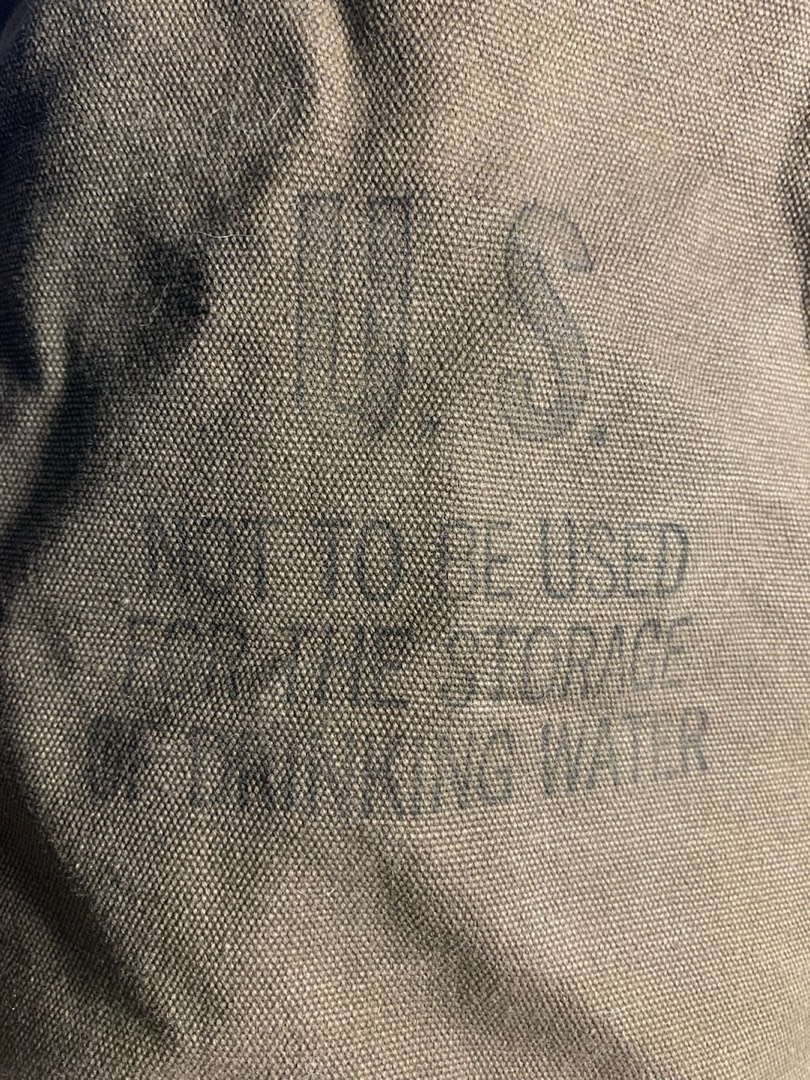 U. S.
NOT TO BE USED
FOR THE STORAGE
OF DRINKING WATER